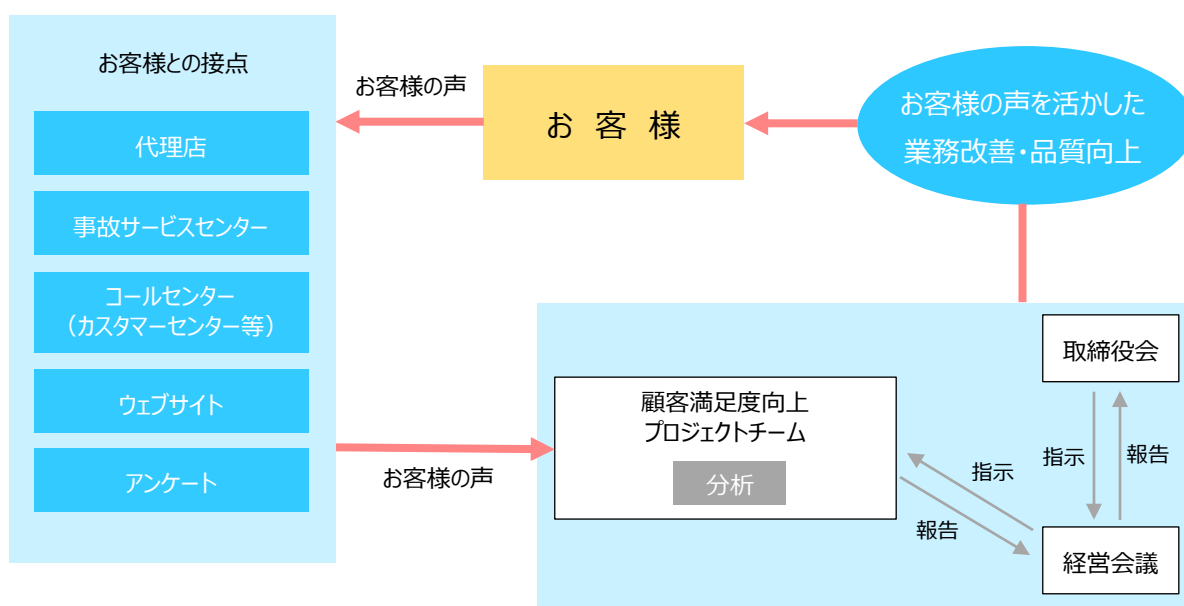 お客様との接点
代理店
事故サービスセンター
コールセンター
（カスタマーセンター等）
ウェブサイト
アンケート
お客様の声
お 客 様
お客様の声を活かした
業務改善・品質向上
お客様の声
顧客満足度向上
プロジェクトチーム
分析
指示
報告
取締役会
指示
報告
経営会議